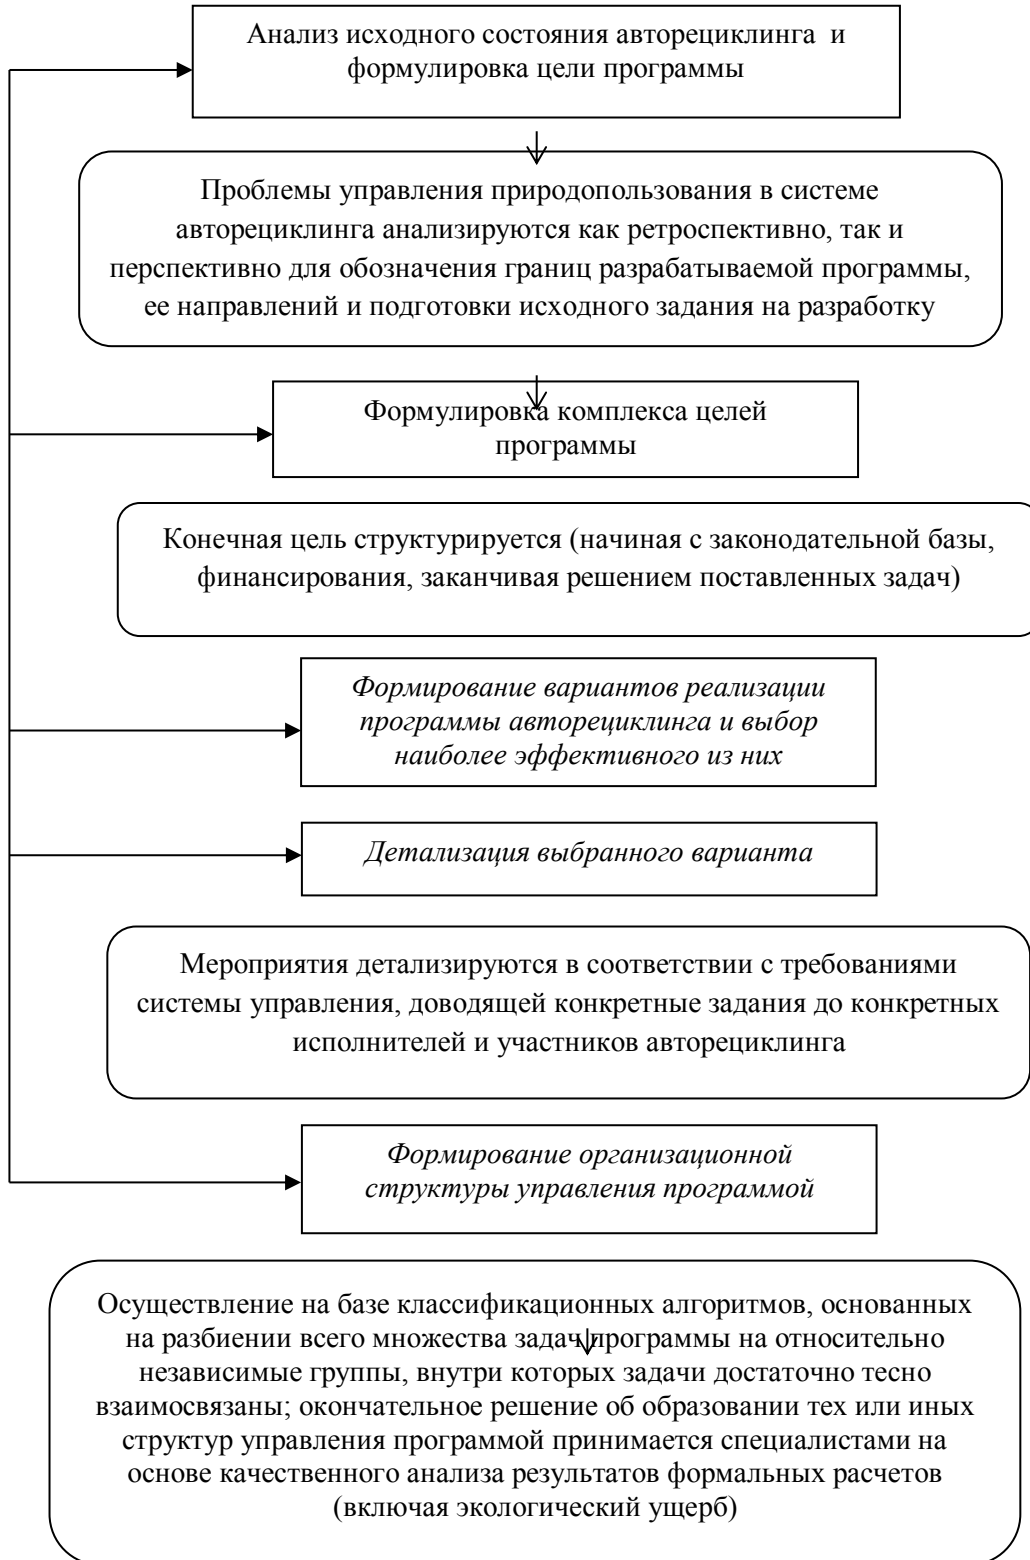 Анализ исходного состояния авторециклинга и
формулировка цели программы
Проблемы управления природопользования в системе
авторециклинга анализируются как ретроспективно, так и
перспективно для обозначения границ разрабатываемой программы,
ее направлений и подготовки исходного задания на разработку
Формулировка комплекса целей
программы
Конечная цель структурируется (начиная с законодательной базы,
финансирования, заканчивая решением поставленных задач)
Формирование вариантов реализации
программы авторециклинга и выбор
наиболее эффективного из них
Детализация выбранного варианта
Мероприятия детализируются в соответствии с требованиями
системы управления, доводящей конкретные задания до конкретных
исполнителей и участников авторециклинга
Формирование организационной
структуры управления программой
Осуществление на базе классификационных алгоритмов, основанных
на разбиении всего множества задач программы на относительно
независимые группы, внутри которых задачи достаточно тесно
взаимосвязаны; окончательное решение об образовании тех или иных
структур управления программой принимается специалистами на
основе качественного анализа результатов формальных расчетов
(включая экологический ущерб)